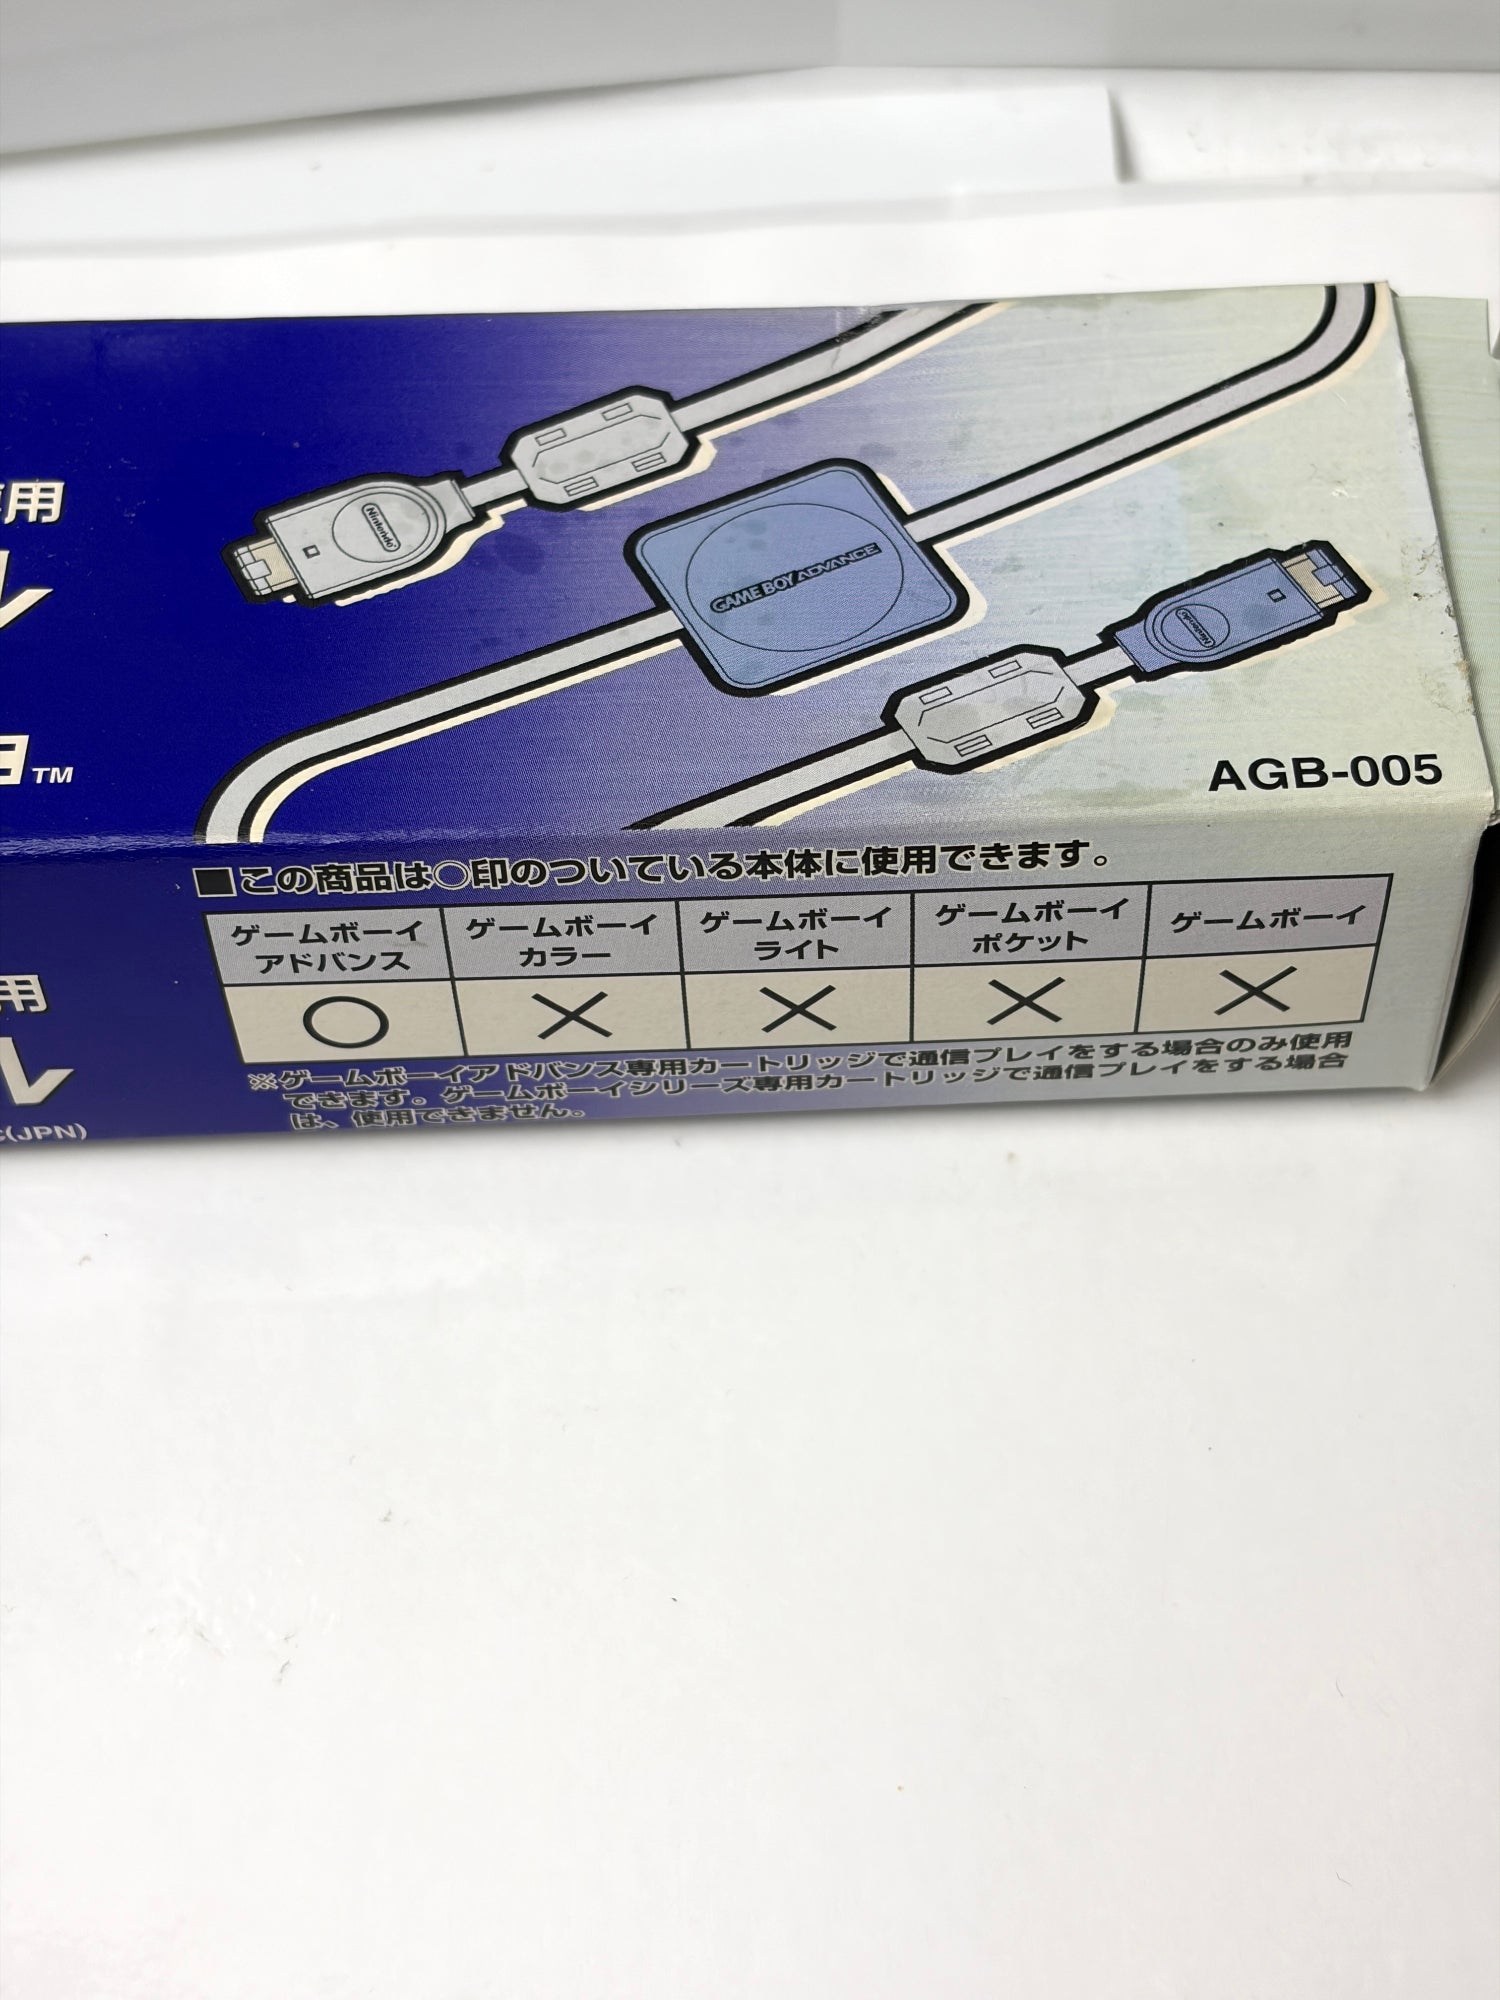 用
ル
Nintendo
GAME BOY ADVANCE
Nintendo
TM
AGB-005
■この商品は○印のついている本体に使用できます。
ゲームボーイアドバンス ゲームボーイカラー ゲームボーイライト ゲームボーイポケット ゲームボーイ
○ × × × ×
※ゲームボーイアドバンス専用カートリッジで通信プレイをする場合のみ使用
できます。ゲームボーイシリーズ専用カートリッジで通信プレイをする場合
は、使用できません。
用
ル
(JPN)